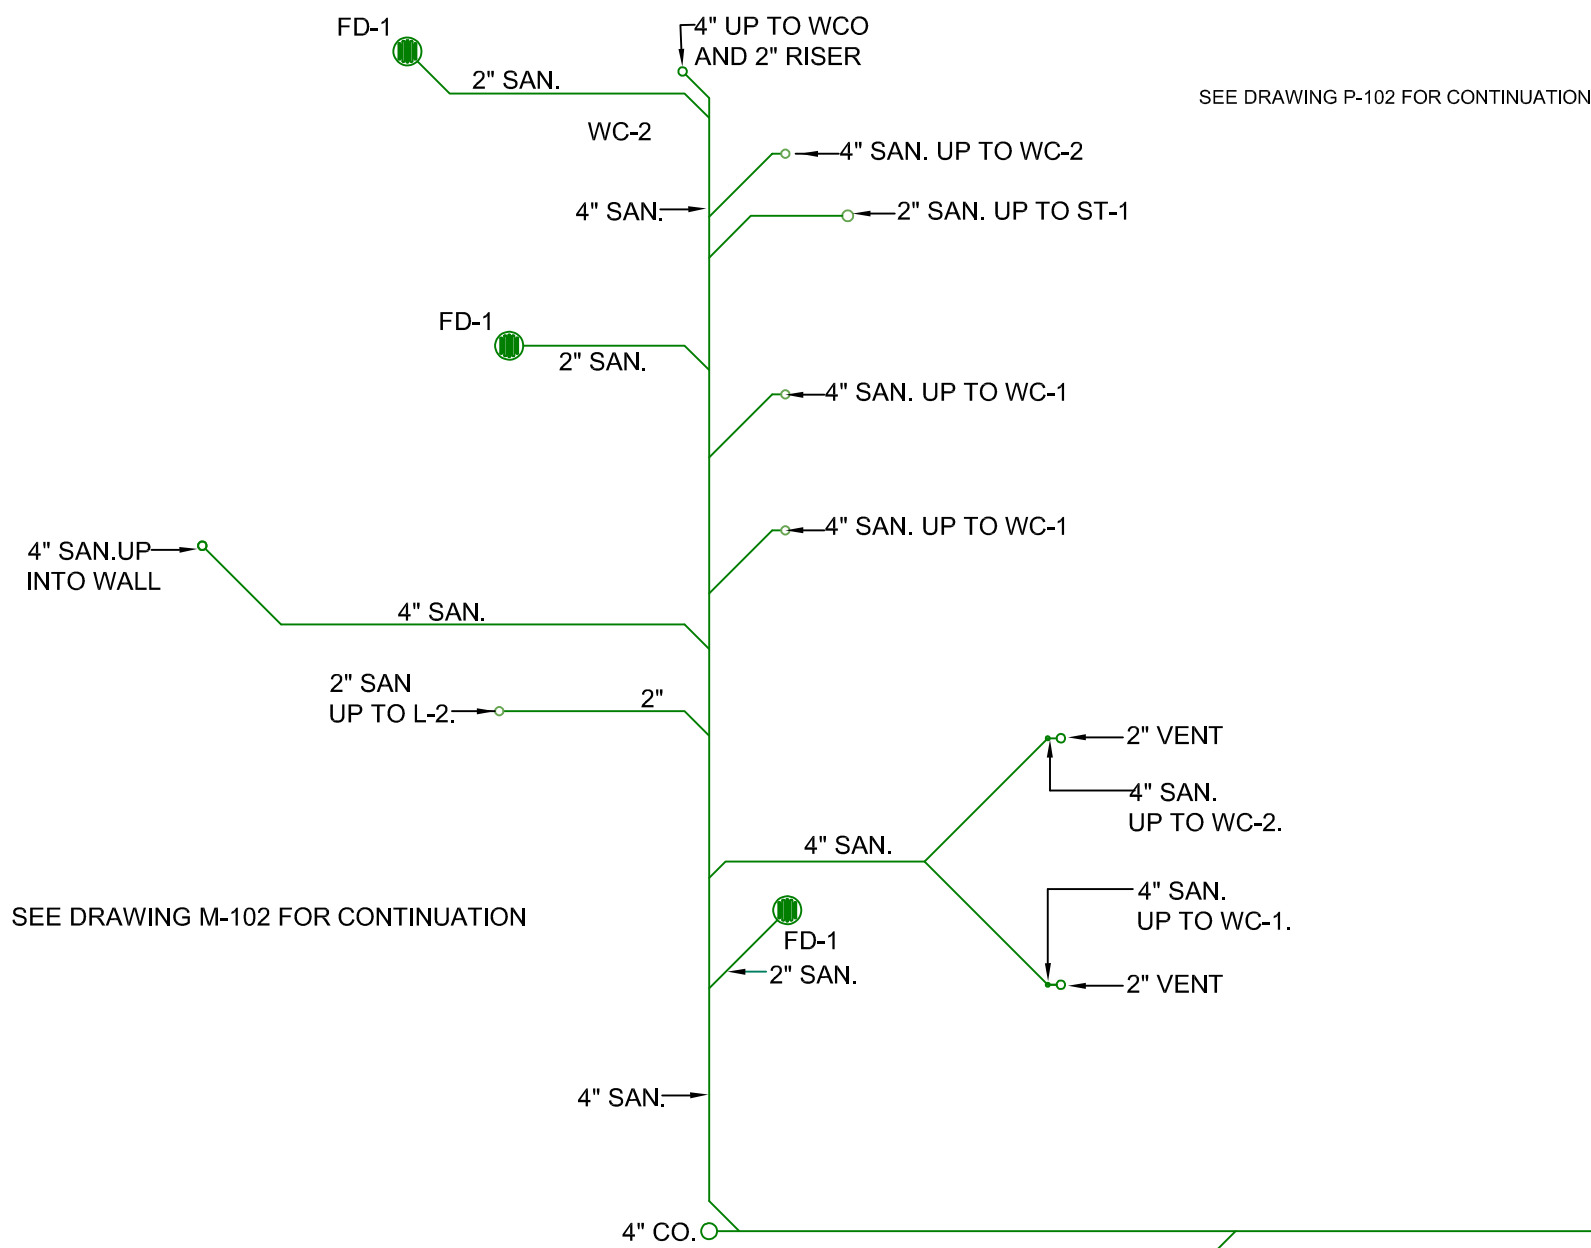 FD-1
4" UP TO WCO
AND 2" RISER
2" SAN.
SEE DRAWING P-102 FOR CONTINUATION
WC-2
4" SAN. UP TO WC-2
4" SAN.
2" SAN. UP TO ST-1
FD-1
2" SAN.
4" SAN. UP TO WC-1
4" SAN. UP TO WC-1
4" SAN.UP
INTO WALL
4" SAN.
2" SAN
UP TO L-2.
2"
2" VENT
4" SAN.
UP TO WC-2.
4" SAN.
4" SAN.
UP TO WC-1.
SEE DRAWING M-102 FOR CONTINUATION
FD-1
2" SAN.
2" VENT
4" SAN.
4" CO.